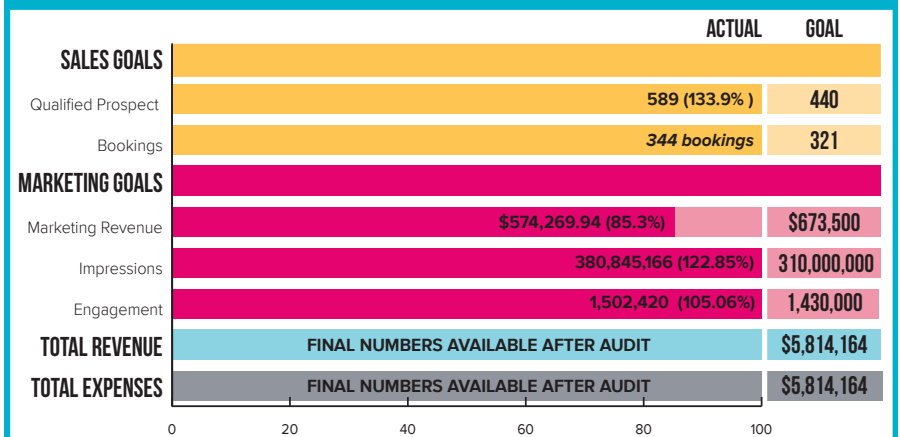 ACTUAL GOAL
SALES GOALS
Qualified Prospect 589 (133.9% ) 440
Bookings 344 bookings 321
MARKETING GOALS
Marketing Revenue $574,269.94 (85.3%) $673,500
Impressions 380,845,166 (122.85%) 310,000,000
Engagement 1,502,420 (105.06%) 1,430,000
TOTAL REVENUE FINAL NUMBERS AVAILABLE AFTER AUDIT $5,814,164
TOTAL EXPENSES FINAL NUMBERS AVAILABLE AFTER AUDIT $5,814,164
0 20 40 60 80 100